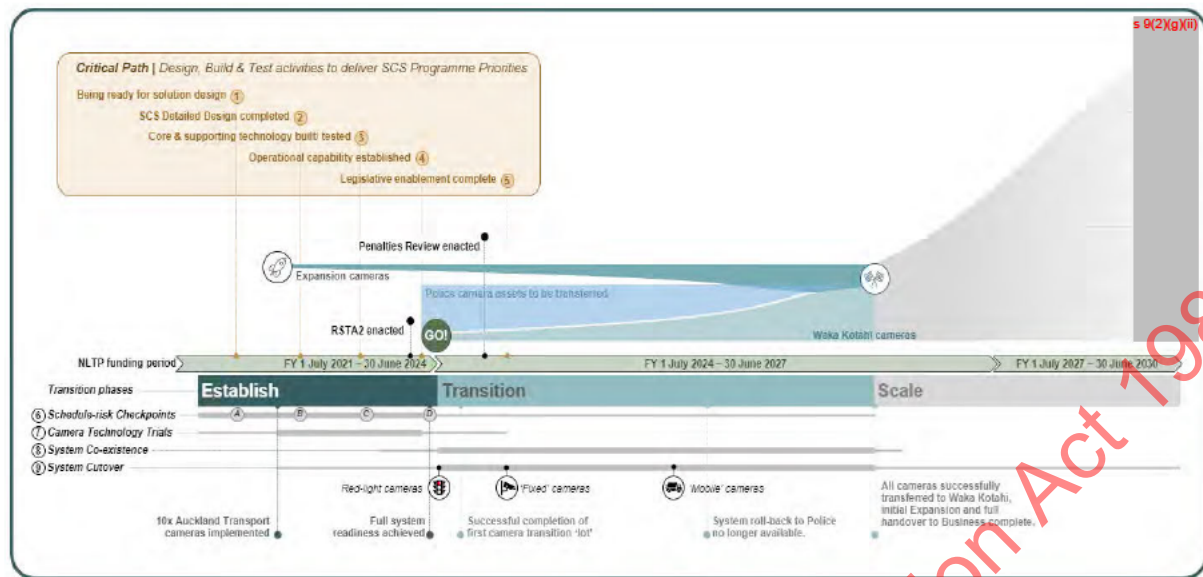 s 9(2)(g)(ii)
Critical Path | Design, Build & Test activities to deliver SCS Programme Priorities
Being ready for solution design 1
SCS Detailed Design completed 2
Core & supporting technology built/ tested 3
Operational capability established 4
Legislative enablement complete 5
Penalties Review enacted
Expansion cameras
Police camera assets to be transferred
RSTA2 enacted
GO!
Waka Kotahi cameras
NLTP funding period
FY 1 July 2021 – 30 June 2024
FY 1 July 2024 – 30 June 2027
FY 1 July 2027 – 30 June 2030
Transition phases
Establish
Transition
Scale
6 Schedule-risk Checkpoints
A
B
C
D
7 Camera Technology Trials
8 System Co-existence
9 System Cutover
Red-light cameras
'Fixed' cameras
'Mobile' cameras
10x Auckland Transport
cameras implemented
Full system
readiness achieved
Successful completion of
first camera transition 'lot'
System roll-back to Police
no longer available.
All cameras successfully
transferred to Waka Kotahi,
initial Expansion and full
handover to Business complete.
ion Act 198